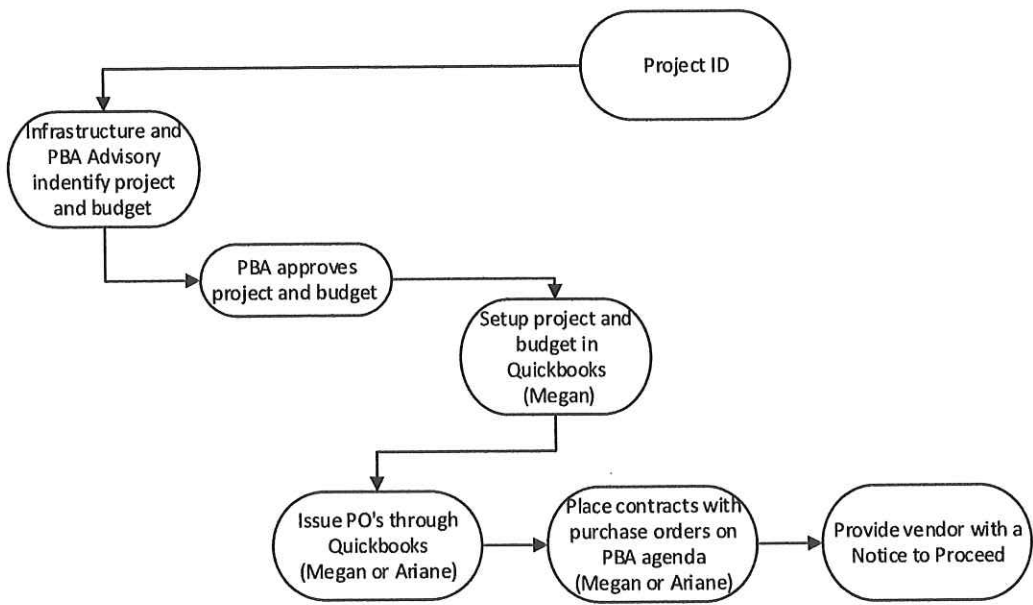 Project ID
Infrastructure and
PBA Advisory
indentify project
and budget
PBA approves
project and budget
Setup project and
budget in
Quickbooks
(Megan)
Issue PO's through
Quickbooks
(Megan or Ariane)
Place contracts with
purchase orders on
PBA agenda
(Megan or Ariane)
Provide vendor with a
Notice to Proceed